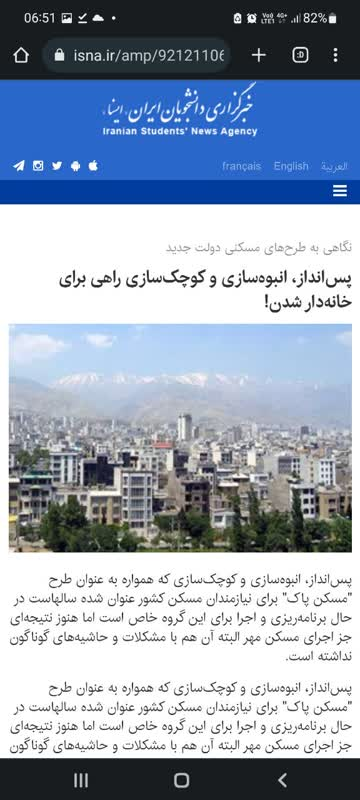 06:51
Vo)) 4G+
LTE1
82%
isna.ir/amp/92121106
:D
خبرگزاری دانشجویان ایران، ایسنا،
Iranian Students' News Agency
français English العربية
نگاهی به طرح‌های مسکنی دولت جدید
پس‌انداز، انبوه‌سازی و کوچک‌سازی راهی برای
خانه‌دار شدن!
پس‌انداز، انبوه‌سازی و کوچک‌سازی که همواره به عنوان طرح
"مسکن پاک" برای نیازمندان مسکن کشور عنوان شده سالهاست در
حال برنامه‌ریزی و اجرا برای این گروه خاص است اما هنوز نتیجه‌ای
جز اجرای مسکن مهر البته آن هم با مشکلات و حاشیه‌های گوناگون
نداشته است.
پس‌انداز، انبوه‌سازی و کوچک‌سازی که همواره به عنوان طرح
"مسکن پاک" برای نیازمندان مسکن کشور عنوان شده سالهاست در
حال برنامه‌ریزی و اجرا برای این گروه خاص است اما هنوز نتیجه‌ای
جز اجرای مسکن مهر البته آن هم با مشکلات و حاشیه‌های گوناگون